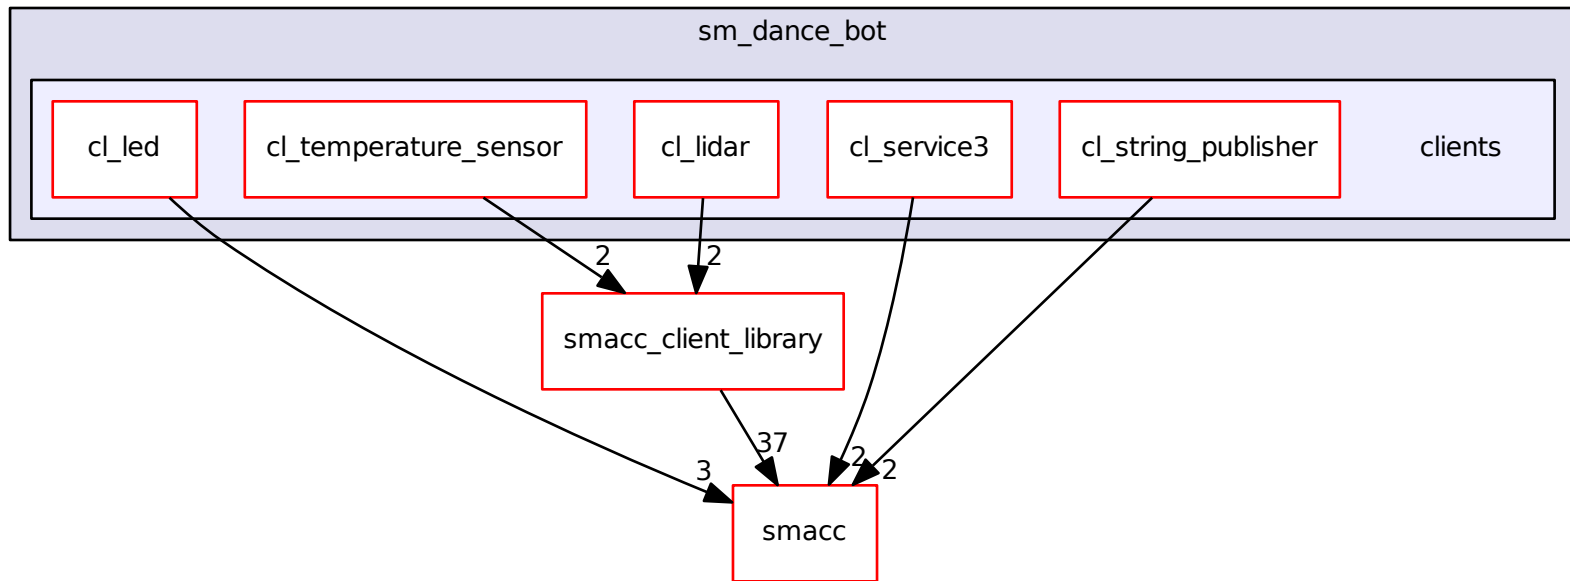 sm_dance_bot
cl_led
cl_temperature_sensor
cl_lidar
cl_service3
cl_string_publisher
clients
2
2
smacc_client_library
37
3
2
2
smacc